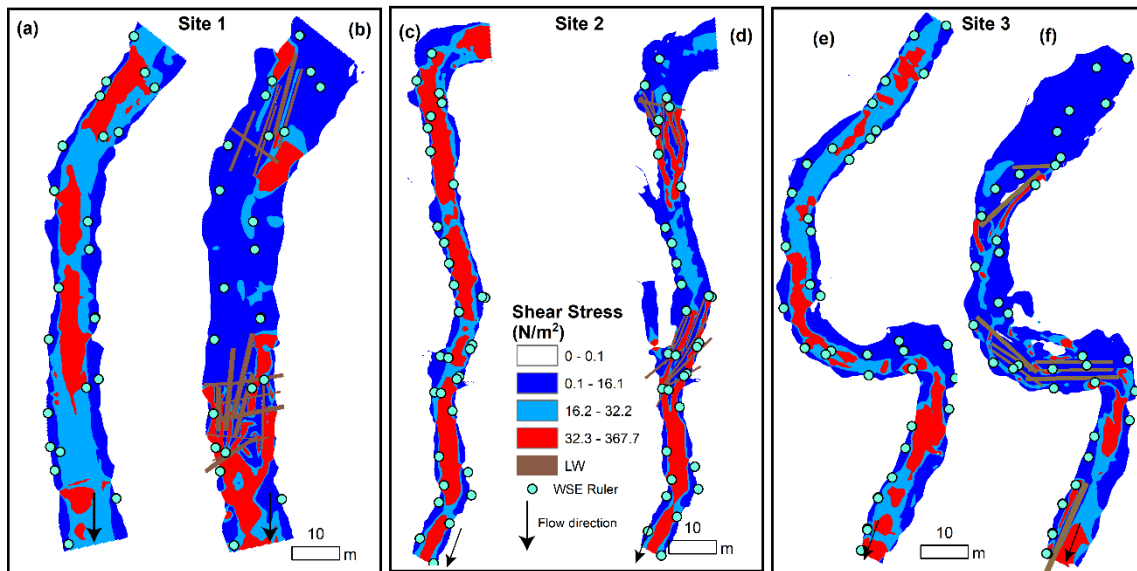 Site 1
(a)
(b)
10
m
Site 2
(c)
(d)
Shear Stress
(N/m²)
0 - 0.1
0.1 - 16.1
16.2 - 32.2
32.3 - 367.7
LW
WSE Ruler
Flow direction
10
m
Site 3
(e)
(f)
10
m